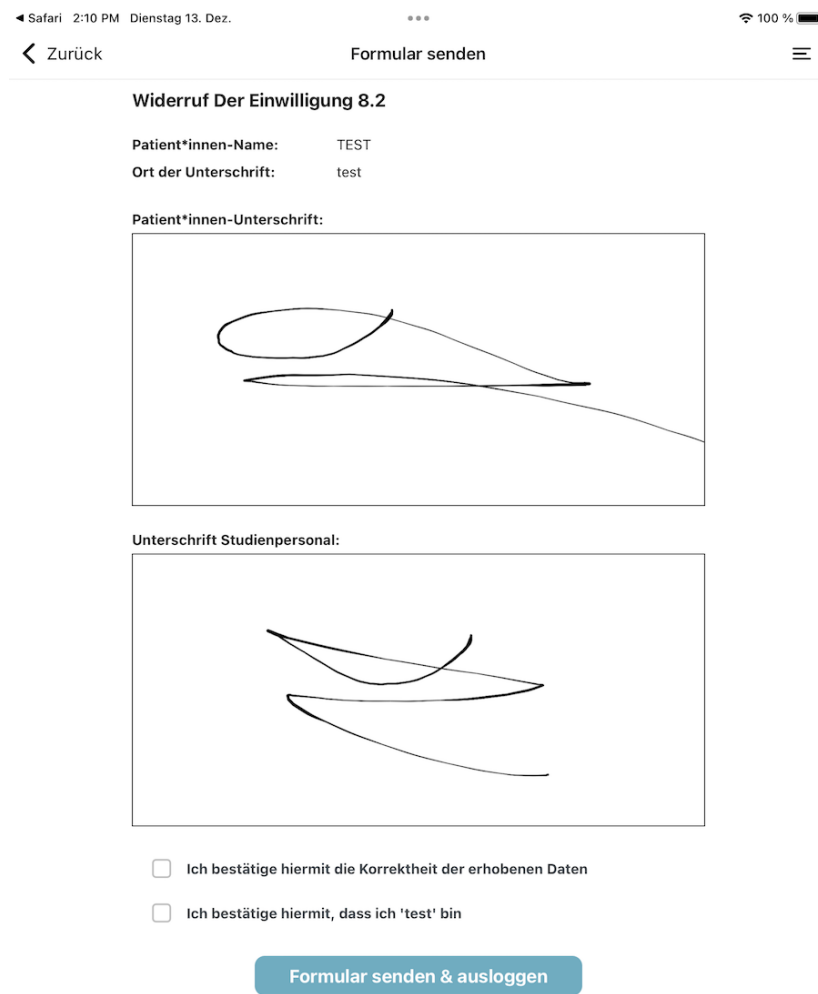 ◀ Safari 2:10 PM Dienstag 13. Dez. 100 %
Zurück Formular senden
Widerruf Der Einwilligung 8.2
Patient*innen-Name: TEST
Ort der Unterschrift: test
Patient*innen-Unterschrift:
Unterschrift Studienpersonal:
Ich bestätige hiermit die Korrektheit der erhobenen Daten
Ich bestätige hiermit, dass ich 'test' bin
Formular senden & ausloggen